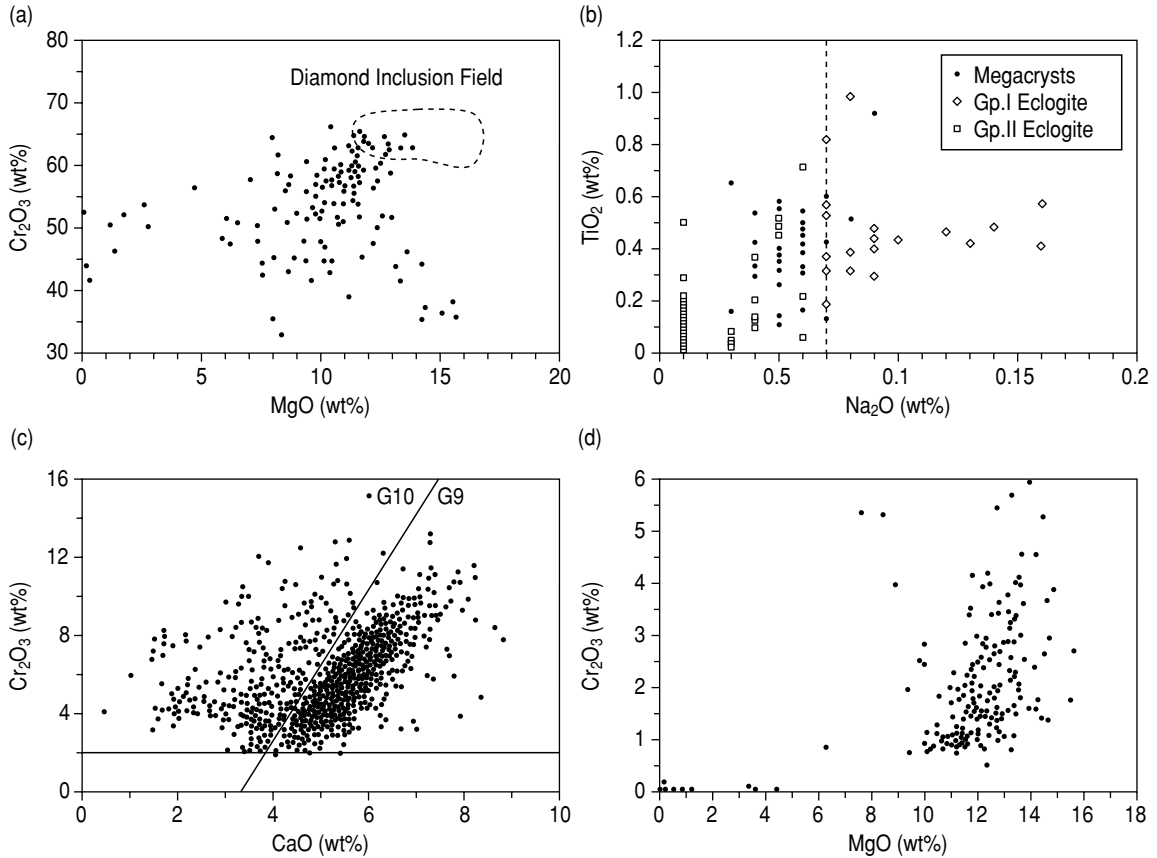 (a)
80
70
60
50
40
30
Cr₂O₃ (wt%)
Diamond Inclusion Field
0
5
10
15
20
MgO (wt%)
(b)
1.2
1.0
0.8
0.6
0.4
0.2
0
TiO₂ (wt%)
Megacrysts
Gp.I Eclogite
Gp.II Eclogite
0
0.5
0.1
0.15
0.2
Na₂O (wt%)
(c)
16
12
8
4
0
Cr₂O₃ (wt%)
G10
G9
0
2
4
6
8
10
CaO (wt%)
(d)
6
5
4
3
2
1
0
Cr₂O₃ (wt%)
0
2
4
6
8
10
12
14
16
18
MgO (wt%)